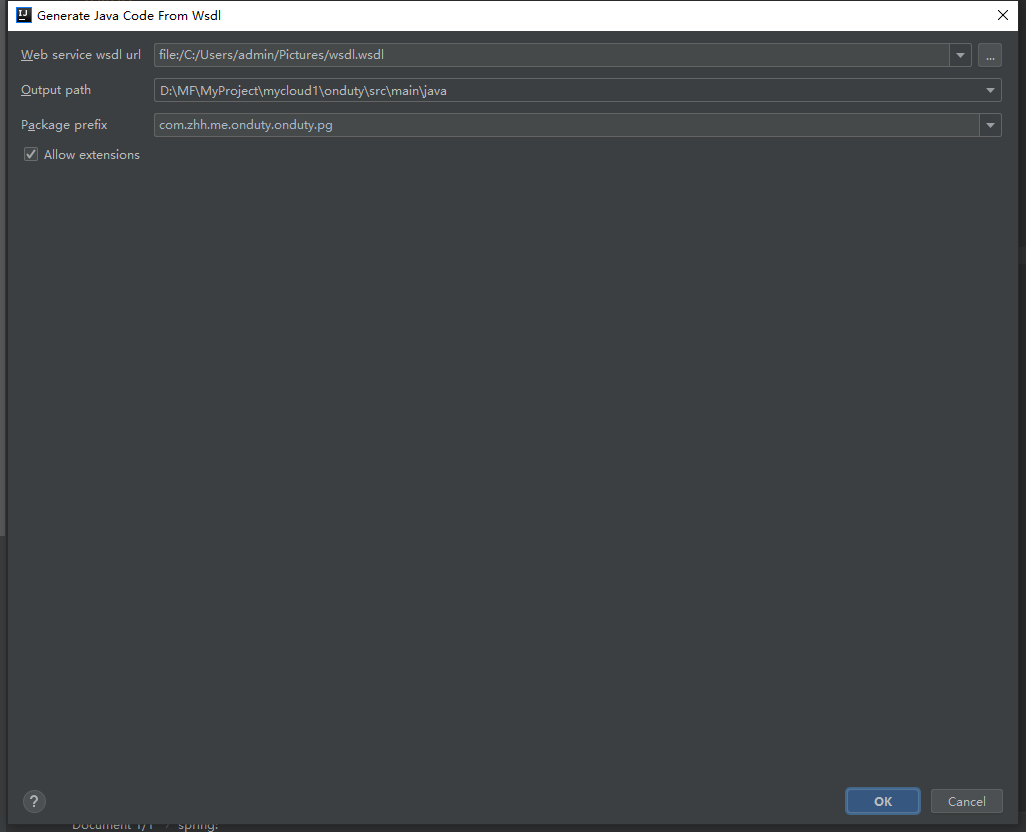 Generate Java Code From Wsdl
Web service wsdl url file:/C:/Users/admin/Pictures/wsdl.wsdl ...
Output path D:\MF\MyProject\mycloud1\onduty\src\main\java
Package prefix com.zhh.me.onduty.onduty.pg
Allow extensions
? OK Cancel
Document 1/1 spring: